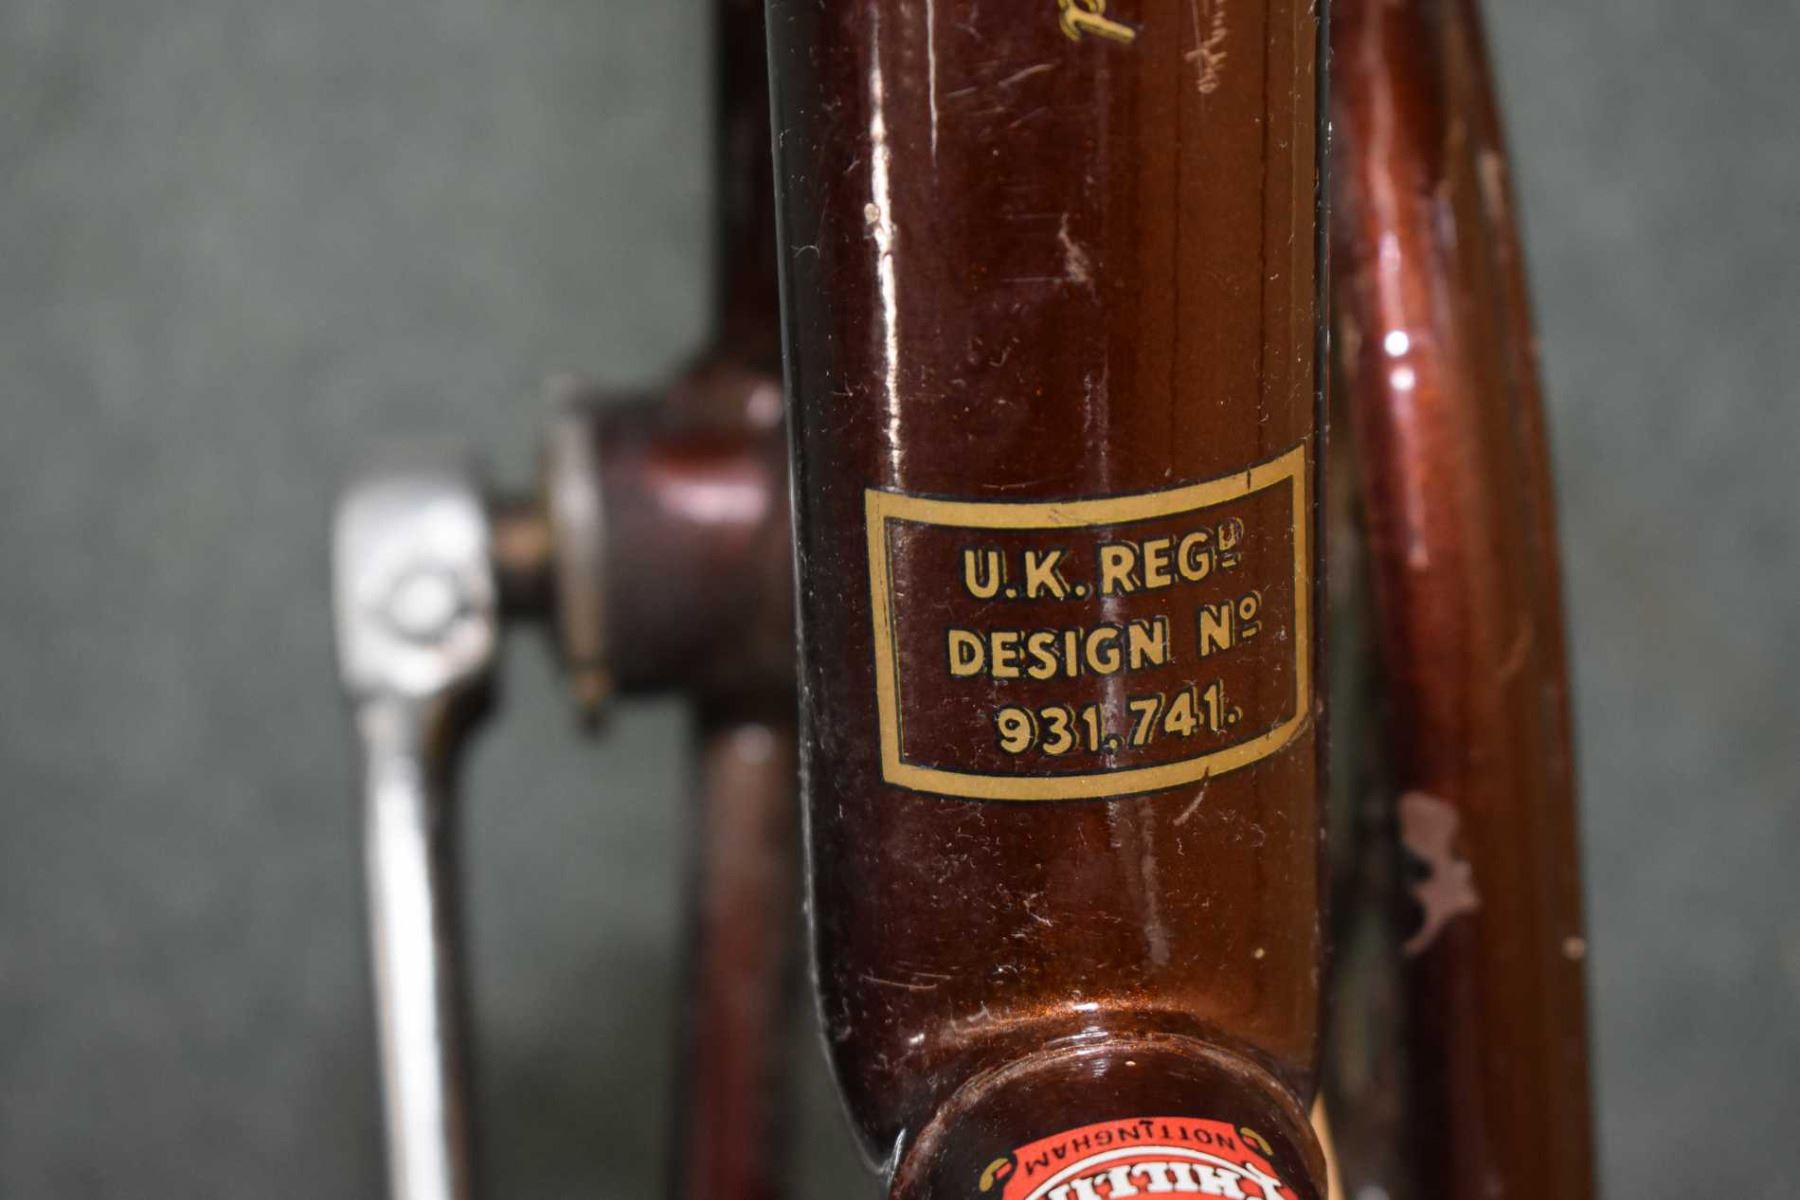 U.K. REGD
DESIGN No
931.741.
NOTTINGHAM